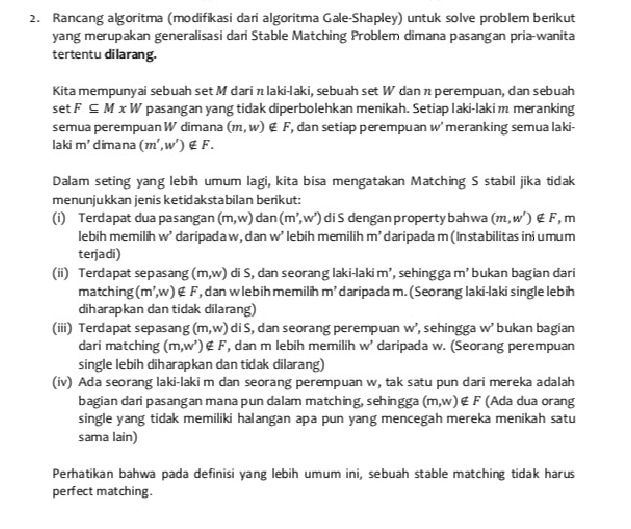 2. Rancang algoritma (modifikasi dari algoritma Gale-Shapley) untuk solve problem berikut
yang merupakan generalisasi dari Stable Matching Problem dimana pasangan pria-wanita
tertentu dilarang.
Kita mempunyai sebuah set M dari n laki-laki, sebuah set W dan n perempuan, dan sebuah
set F ⊆ M x W pasangan yang tidak diperbolehkan menikah. Setiap laki-laki m meranking
semua perempuan W dimana (m, w) ∉ F, dan setiap perempuan w' meranking semua laki-
laki m' dimana (m', w') ∉ F.
Dalam seting yang lebih umum lagi, kita bisa mengatakan Matching S stabil jika tidak
menunjukkan jenis ketidakstabilan berikut:
(i) Terdapat dua pasangan (m,w) dan (m',w') di S dengan property bahwa (m, w') ∉ F, m
lebih memilih w' daripada w, dan w' lebih memilih m" daripada m (Instabilitas ini umum
terjadi)
(ii) Terdapat sepasang (m,w) di S, dan seorang laki-laki m', sehingga m' bukan bagian dari
matching (m',w) ∉ F, dan w lebih memilih m' daripada m. (Seorang laki-laki single lebih
diharapkan dan tidak dilarang)
(iii) Terdapat sepasang (m,w) di S, dan seorang perempuan w', sehingga w' bukan bagian
dari matching (m,w') ∉ F, dan m lebih memilih w' daripada w. (Seorang perempuan
single lebih diharapkan dan tidak dilarang)
(iv) Ada seorang laki-laki m dan seorang perempuan w, tak satu pun dari mereka adalah
bagian dari pasangan mana pun dalam matching, sehingga (m,w) ∉ F (Ada dua orang
single yang tidak memiliki halangan apa pun yang mencegah mereka menikah satu
sama lain)
Perhatikan bahwa pada definisi yang lebih umum ini, sebuah stable matching tidak harus
perfect matching.